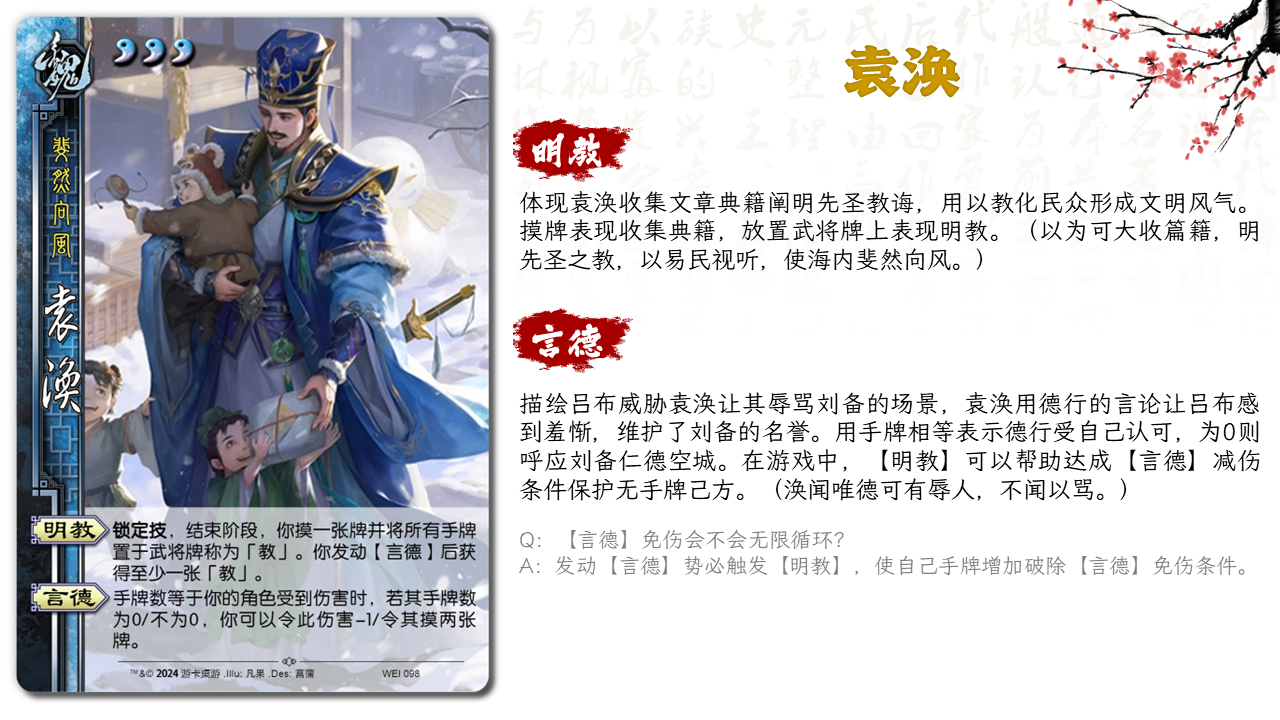 魏
斐然向風
袁渙
明教
锁定技，结束阶段，你摸一张牌并将所有手牌
置于武将牌称为「教」。你发动【言德】后获
得至少一张「教」。
言德
手牌数等于你的角色受到伤害时，若其手牌数
为0/不为0，你可以令此伤害-1/令其摸两张
牌。
™&© 2024 游卡桌游 .Illu: 凡果 .Des: 菖蒲
WEI 098
袁涣
明教
体现袁涣收集文章典籍阐明先圣教诲，用以教化民众形成文明风气。
摸牌表现收集典籍，放置武将牌上表现明教。（以为可大收篇籍，明
先圣之教，以易民视听，使海内斐然向风。）
言德
描绘吕布威胁袁涣让其辱骂刘备的场景，袁涣用德行的言论让吕布感
到羞惭，维护了刘备的名誉。用手牌相等表示德行受自己认可，为0则
呼应刘备仁德空城。在游戏中，【明教】可以帮助达成【言德】减伤
条件保护无手牌己方。（涣闻唯德可有辱人，不闻以骂。）
Q：【言德】免伤会不会无限循环？
A：发动【言德】势必触发【明教】，使自己手牌增加破除【言德】免伤条件。